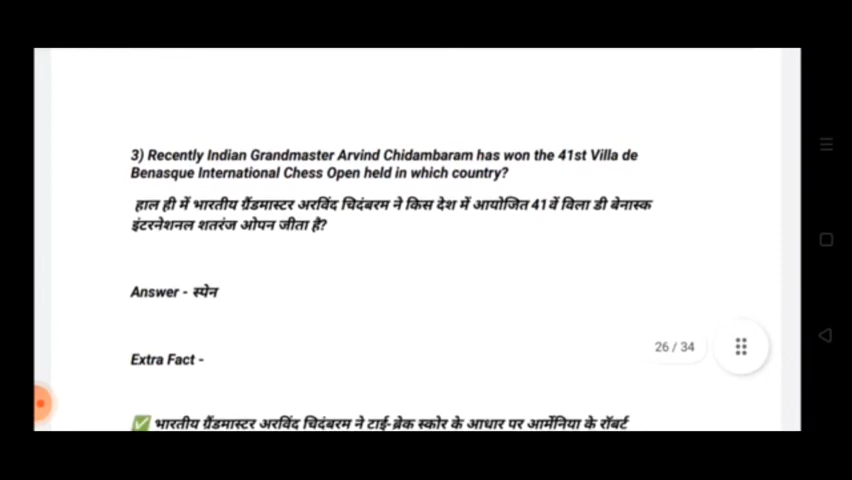 3) Recently Indian Grandmaster Arvind Chidambaram has won the 41st Villa de
Benasque International Chess Open held in which country?
हाल ही में भारतीय ग्रैंडमास्टर अरविंद चिदंबरम ने किस देश में आयोजित 41 वें विला डी बेनास्क
इंटरनेशनल शतरंज ओपन जीता है?
Answer - स्पेन
26 / 34
Extra Fact -
✅ भारतीय ग्रैंडमास्टर अरविंद चिदंबरम ने टाई-ब्रेक स्कोर के आधार पर आर्मेनिया के रॉबर्ट